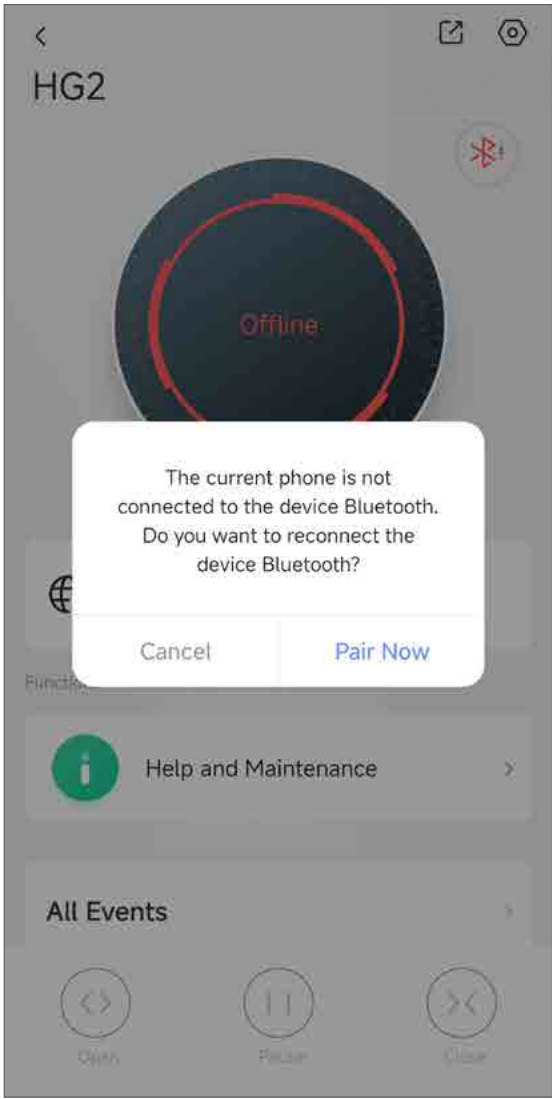 HG2
Offline
The current phone is not
connected to the device Bluetooth.
Do you want to reconnect the
device Bluetooth?
Cancel
Pair Now
Help and Maintenance
All Events
Open
Pause
Close